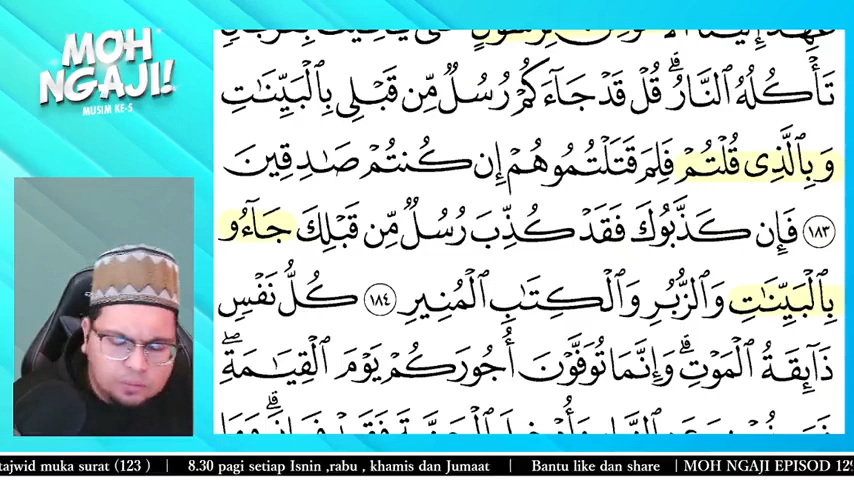 MOH
NGAJI!
MUSIM KE-5
تَأْكُلُهُ ٱلنَّارُ ۗ قُلْ قَدْ جَآءَكُمْ رُسُلٌ مِّن قَبْلِى بِٱلْبَيِّنَـٰتِ
وَبِٱلَّذِى قُلْتُمْ فَلِمَ قَتَلْتُمُوهُمْ إِن كُنتُمْ صَـٰدِقِينَ
١٨٣ فَإِن كَذَّبُوكَ فَقَدْ كُذِّبَ رُسُلٌ مِّن قَبْلِكَ جَآءُو
بِٱلْبَيِّنَـٰتِ وَٱلزُّبُرِ وَٱلْكِتَـٰبِ ٱلْمُنِيرِ ١٨٤ كُلُّ نَفْسٍ
ذَآئِقَةُ ٱلْمَوْتِ ۗ وَإِنَّمَا تُوَفَّوْنَ أُجُورَكُمْ يَوْمَ ٱلْقِيَـٰمَةِ ۖ
tajwid muka surat (123 ) | 8.30 pagi setiap Isnin ,rabu , khamis dan Jumaat | Bantu like dan share | MOH NGAJI EPISOD 129